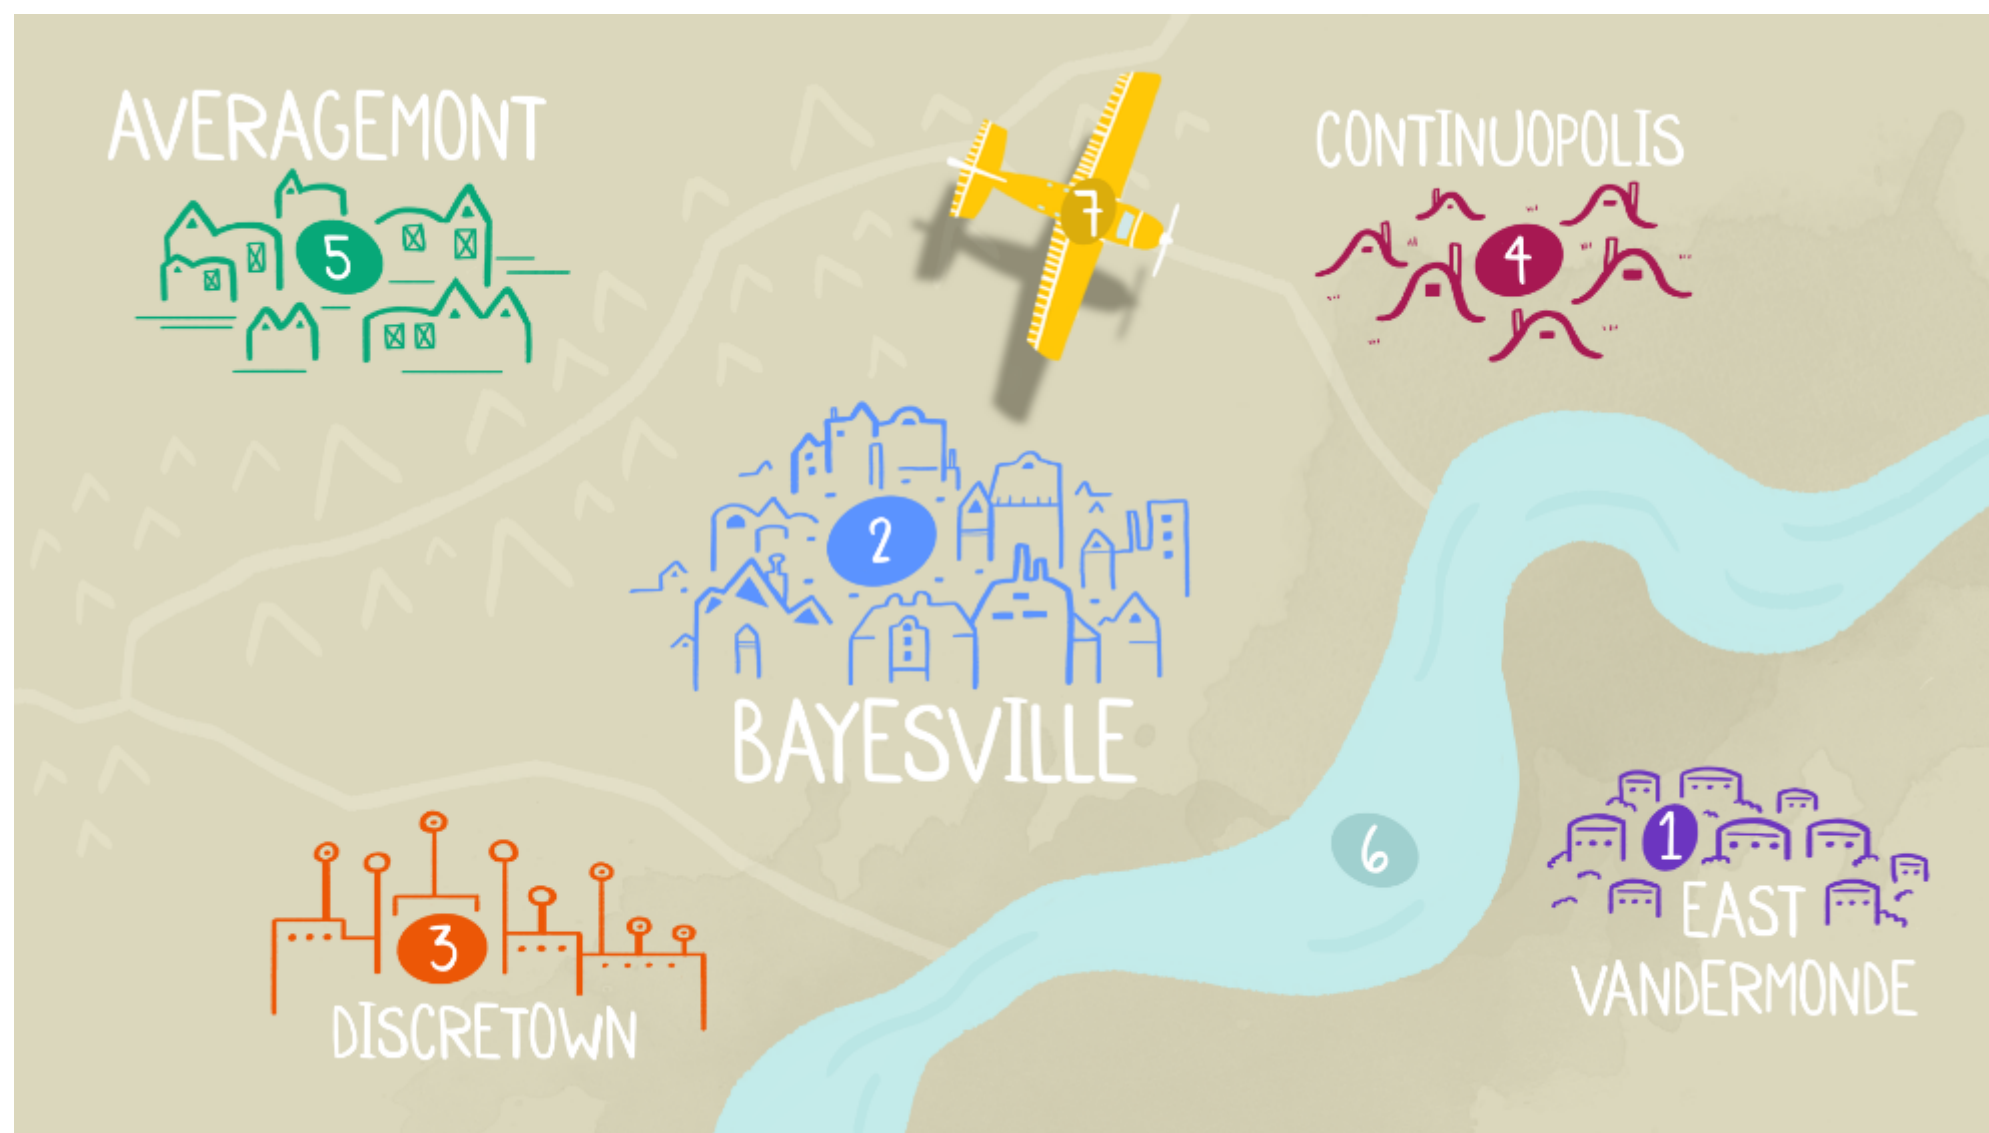 AVERAGEMONT
5
7
CONTINUOPOLIS
4
2
BAYESVILLE
3
DISCRETOWN
6
1
EAST
VANDERMONDE